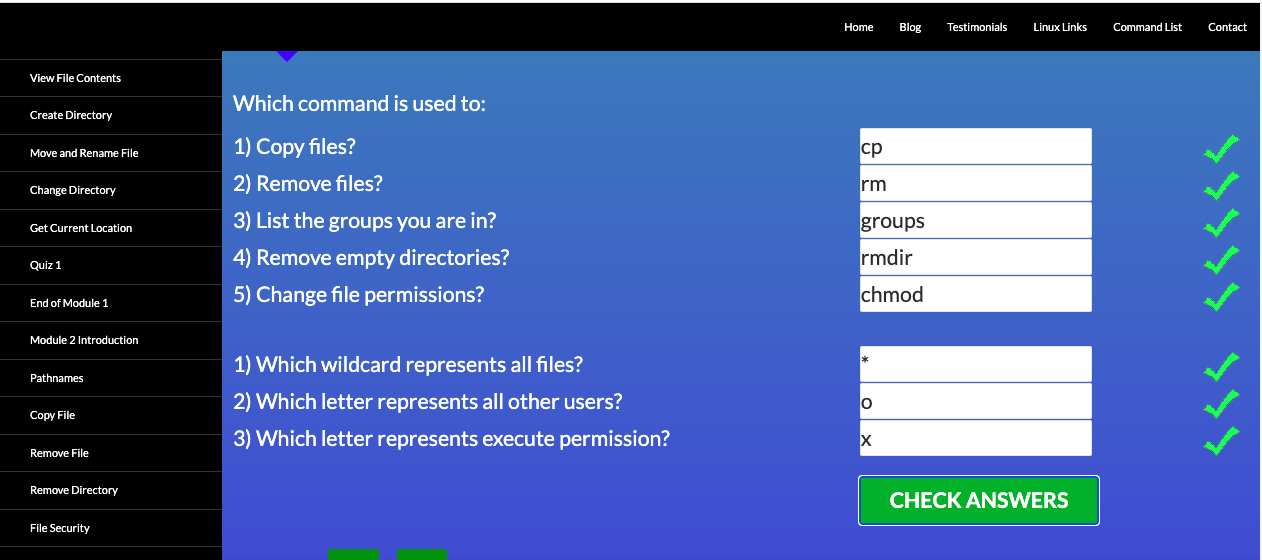 Home Blog Testimonials Linux Links Command List Contact
View File Contents
Create Directory
Move and Rename File
Change Directory
Get Current Location
Quiz 1
End of Module 1
Module 2 Introduction
Pathnames
Copy File
Remove File
Remove Directory
File Security
Which command is used to:
1) Copy files? cp
2) Remove files? rm
3) List the groups you are in? groups
4) Remove empty directories? rmdir
5) Change file permissions? chmod
1) Which wildcard represents all files? *
2) Which letter represents all other users? o
3) Which letter represents execute permission? x
CHECK ANSWERS